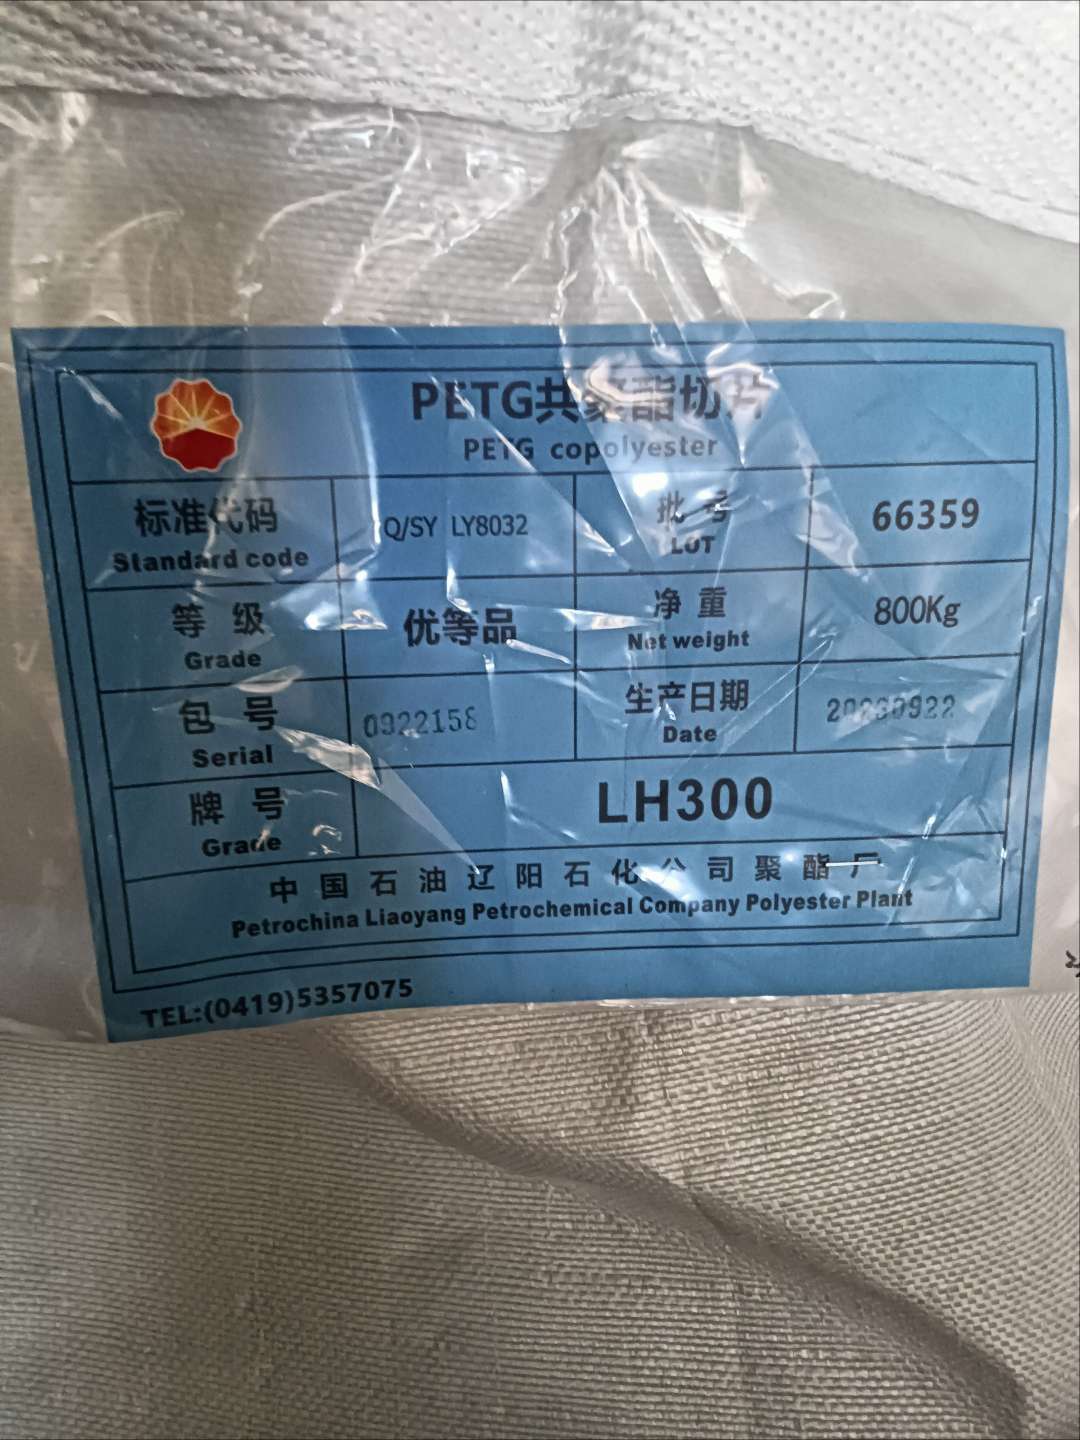 PETG共聚酯切片
PETG copolyester
标准代码
Standard code
Q/SY LY8032
批 号
LOT
66359
等 级
Grade
优等品
净 重
Net weight
800Kg
包 号
Serial
0922158
生产日期
Date
20230922
牌 号
Grade
LH300
中国石油辽阳石化公司聚酯厂
Petrochina Liaoyang Petrochemical Company Polyester Plant
TEL:(0419)5357075